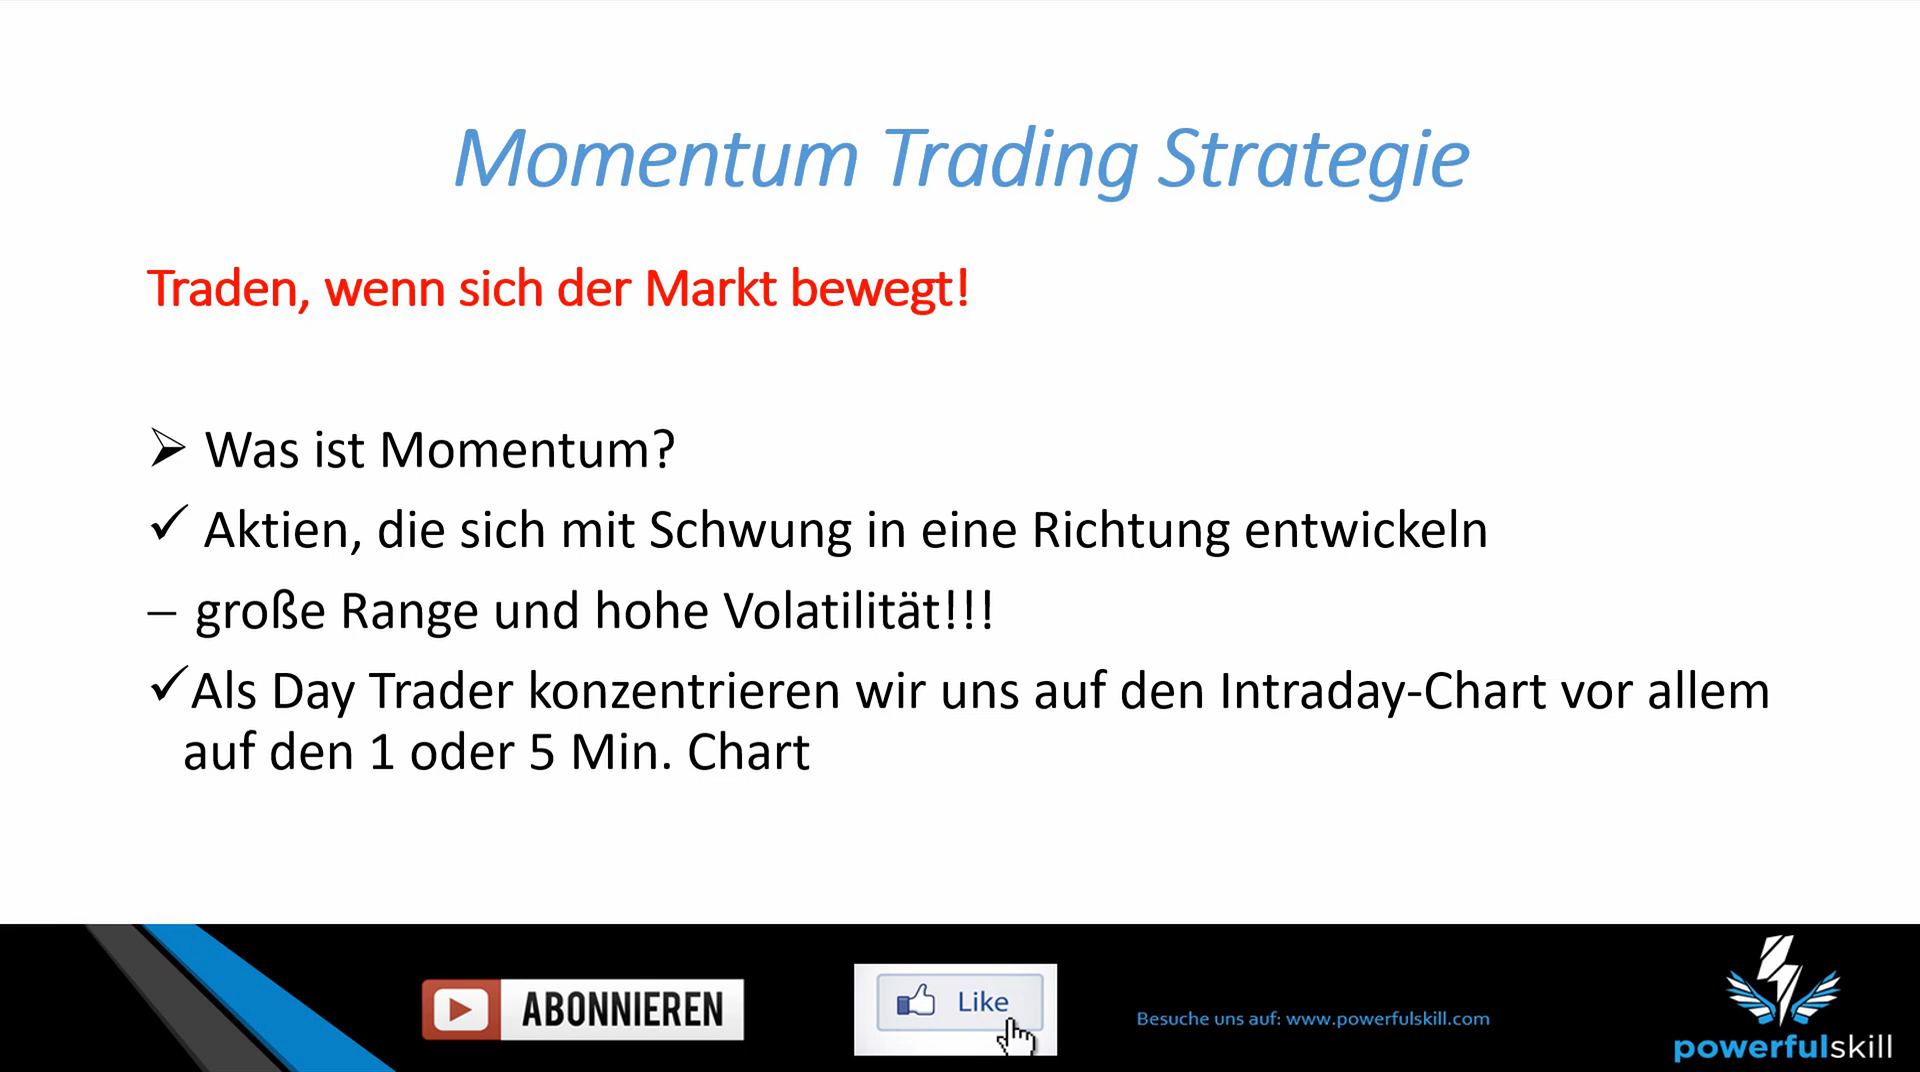 Momentum Trading Strategie
Traden, wenn sich der Markt bewegt!
➢ Was ist Momentum?
✓ Aktien, die sich mit Schwung in eine Richtung entwickeln
– große Range und hohe Volatilität!!!
✓Als Day Trader konzentrieren wir uns auf den Intraday-Chart vor allem
auf den 1 oder 5 Min. Chart
ABONNIEREN
Like
Besuche uns auf: www.powerfulskill.com
powerfulskill